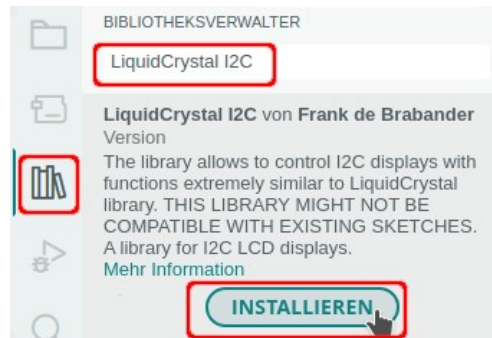 BIBLIOTHEKSVERWALTER
LiquidCrystal I2C
LiquidCrystal I2C von Frank de Brabander
Version
The library allows to control I2C displays with
functions extremely similar to LiquidCrystal
library. THIS LIBRARY MIGHT NOT BE
COMPATIBLE WITH EXISTING SKETCHES.
A library for I2C LCD displays.
Mehr Information
INSTALLIEREN